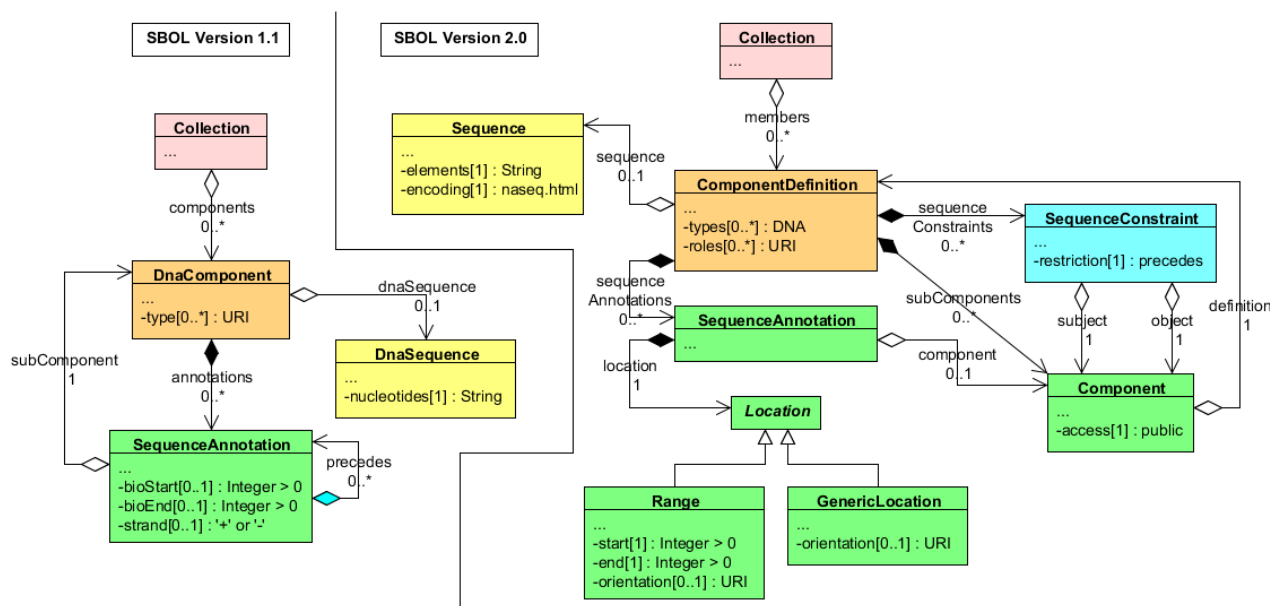 SBOL Version 1.1
Collection
...
components
0..*
DnaComponent
...
-type[0..*] : URI
dnaSequence
0..1
DnaSequence
...
-nucleotides[1] : String
subComponent
1
annotations
0..*
SequenceAnnotation
...
-bioStart[0..1] : Integer > 0
-bioEnd[0..1] : Integer > 0
-strand[0..1] : '+' or '-'
precedes
0..*
SBOL Version 2.0
Collection
...
members
0..*
Sequence
...
-elements[1] : String
-encoding[1] : naseq.html
sequence
0..1
ComponentDefinition
...
-types[0..*] : DNA
-roles[0..*] : URI
sequence
Constraints
0..*
SequenceConstraint
...
-restriction[1] : precedes
sequence
Annotations
0..*
subComponents
0..*
subject
1
object
1
definition
1
SequenceAnnotation
...
component
0..1
location
1
Component
...
-access[1] : public
Location
Range
...
-start[1] : Integer > 0
-end[1] : Integer > 0
-orientation[0..1] : URI
GenericLocation
...
-orientation[0..1] : URI